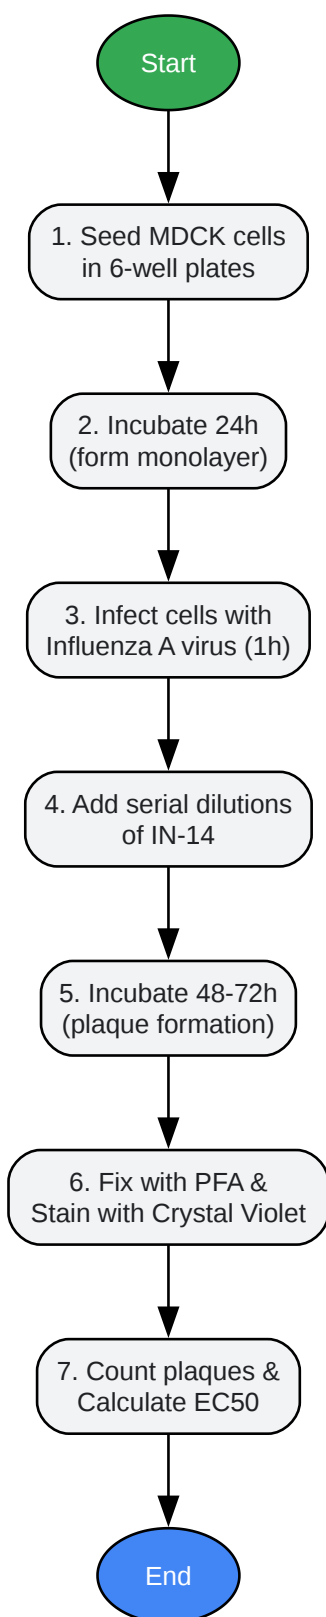 Start
1. Seed MDCK cells
in 6-well plates
2. Incubate 24h
(form monolayer)
3. Infect cells with
Influenza A virus (1h)
4. Add serial dilutions
of IN-14
5. Incubate 48-72h
(plaque formation)
6. Fix with PFA &
Stain with Crystal Violet
7. Count plaques &
Calculate EC50
End